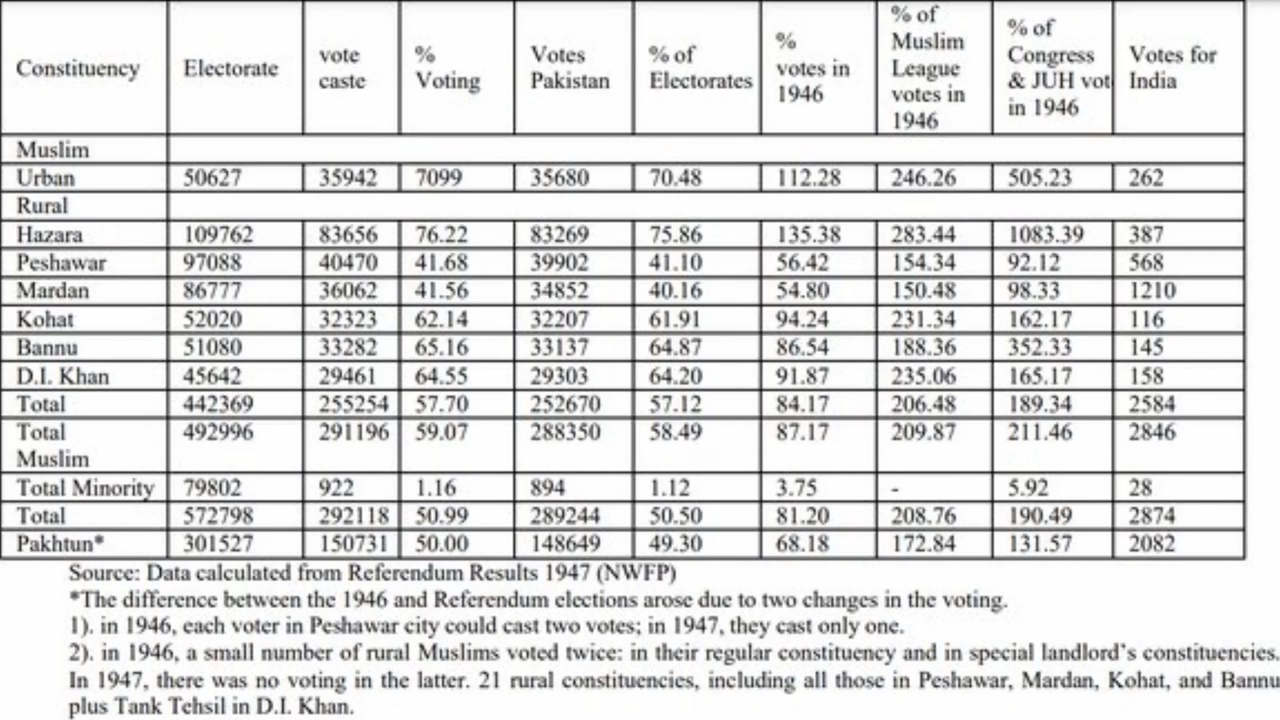 Constituency Electorate vote caste % Voting Votes Pakistan % of Electorates % votes in 1946 % of Muslim League votes in 1946 % of Congress & JUH vot in 1946 Votes for India
Muslim
Urban 50627 35942 7099 35680 70.48 112.28 246.26 505.23 262
Rural
Hazara 109762 83656 76.22 83269 75.86 135.38 283.44 1083.39 387
Peshawar 97088 40470 41.68 39902 41.10 56.42 154.34 92.12 568
Mardan 86777 36062 41.56 34852 40.16 54.80 150.48 98.33 1210
Kohat 52020 32323 62.14 32207 61.91 94.24 231.34 162.17 116
Bannu 51080 33282 65.16 33137 64.87 86.54 188.36 352.33 145
D.I. Khan 45642 29461 64.55 29303 64.20 91.87 235.06 165.17 158
Total 442369 255254 57.70 252670 57.12 84.17 206.48 189.34 2584
Total Muslim 492996 291196 59.07 288350 58.49 87.17 209.87 211.46 2846
Total Minority 79802 922 1.16 894 1.12 3.75 - 5.92 28
Total 572798 292118 50.99 289244 50.50 81.20 208.76 190.49 2874
Pakhtun* 301527 150731 50.00 148649 49.30 68.18 172.84 131.57 2082
Source: Data calculated from Referendum Results 1947 (NWFP)
*The difference between the 1946 and Referendum elections arose due to two changes in the voting.
1). in 1946, each voter in Peshawar city could cast two votes; in 1947, they cast only one.
2). in 1946, a small number of rural Muslims voted twice: in their regular constituency and in special landlord's constituencies.
In 1947, there was no voting in the latter. 21 rural constituencies, including all those in Peshawar, Mardan, Kohat, and Bannu
plus Tank Tehsil in D.I. Khan.